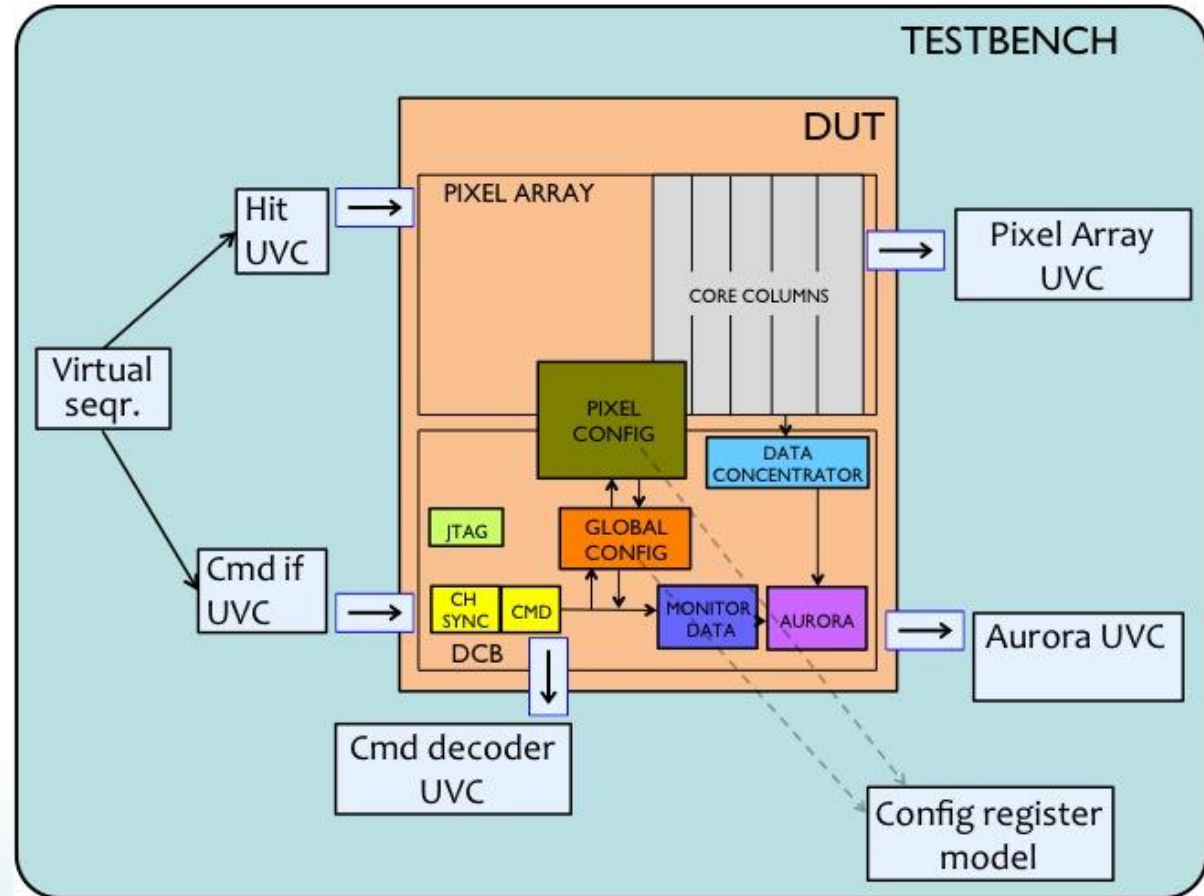 TESTBENCH
DUT
PIXEL ARRAY
Hit
UVC
Pixel Array
UVC
CORE COLUMNS
Virtual
seqr.
PIXEL
CONFIG
DATA
CONCENTRATOR
JTAG
GLOBAL
CONFIG
Cmd if
UVC
CH
SYNC
CMD
MONITOR
DATA
AURORA
DCB
Aurora UVC
Cmd decoder
UVC
Config register
model